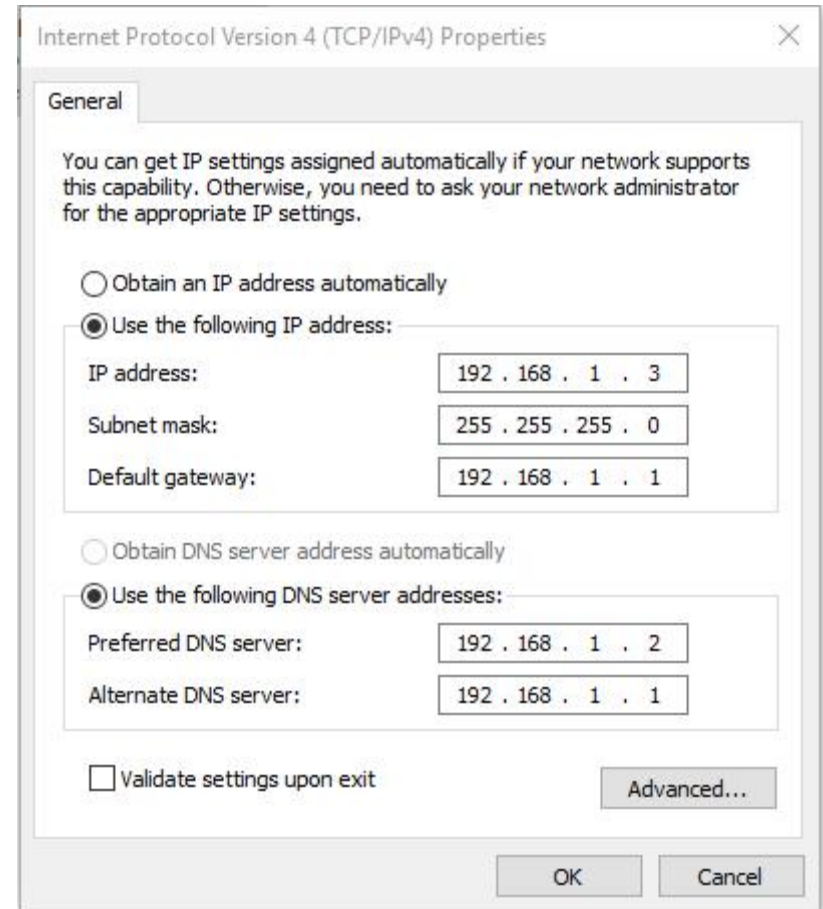 Internet Protocol Version 4 (TCP/IPv4) Properties
General
You can get IP settings assigned automatically if your network supports
this capability. Otherwise, you need to ask your network administrator
for the appropriate IP settings.
Obtain an IP address automatically
Use the following IP address:
IP address: 192 . 168 . 1 . 3
Subnet mask: 255 . 255 . 255 . 0
Default gateway: 192 . 168 . 1 . 1
Obtain DNS server address automatically
Use the following DNS server addresses:
Preferred DNS server: 192 . 168 . 1 . 2
Alternate DNS server: 192 . 168 . 1 . 1
Validate settings upon exit
Advanced...
OK Cancel